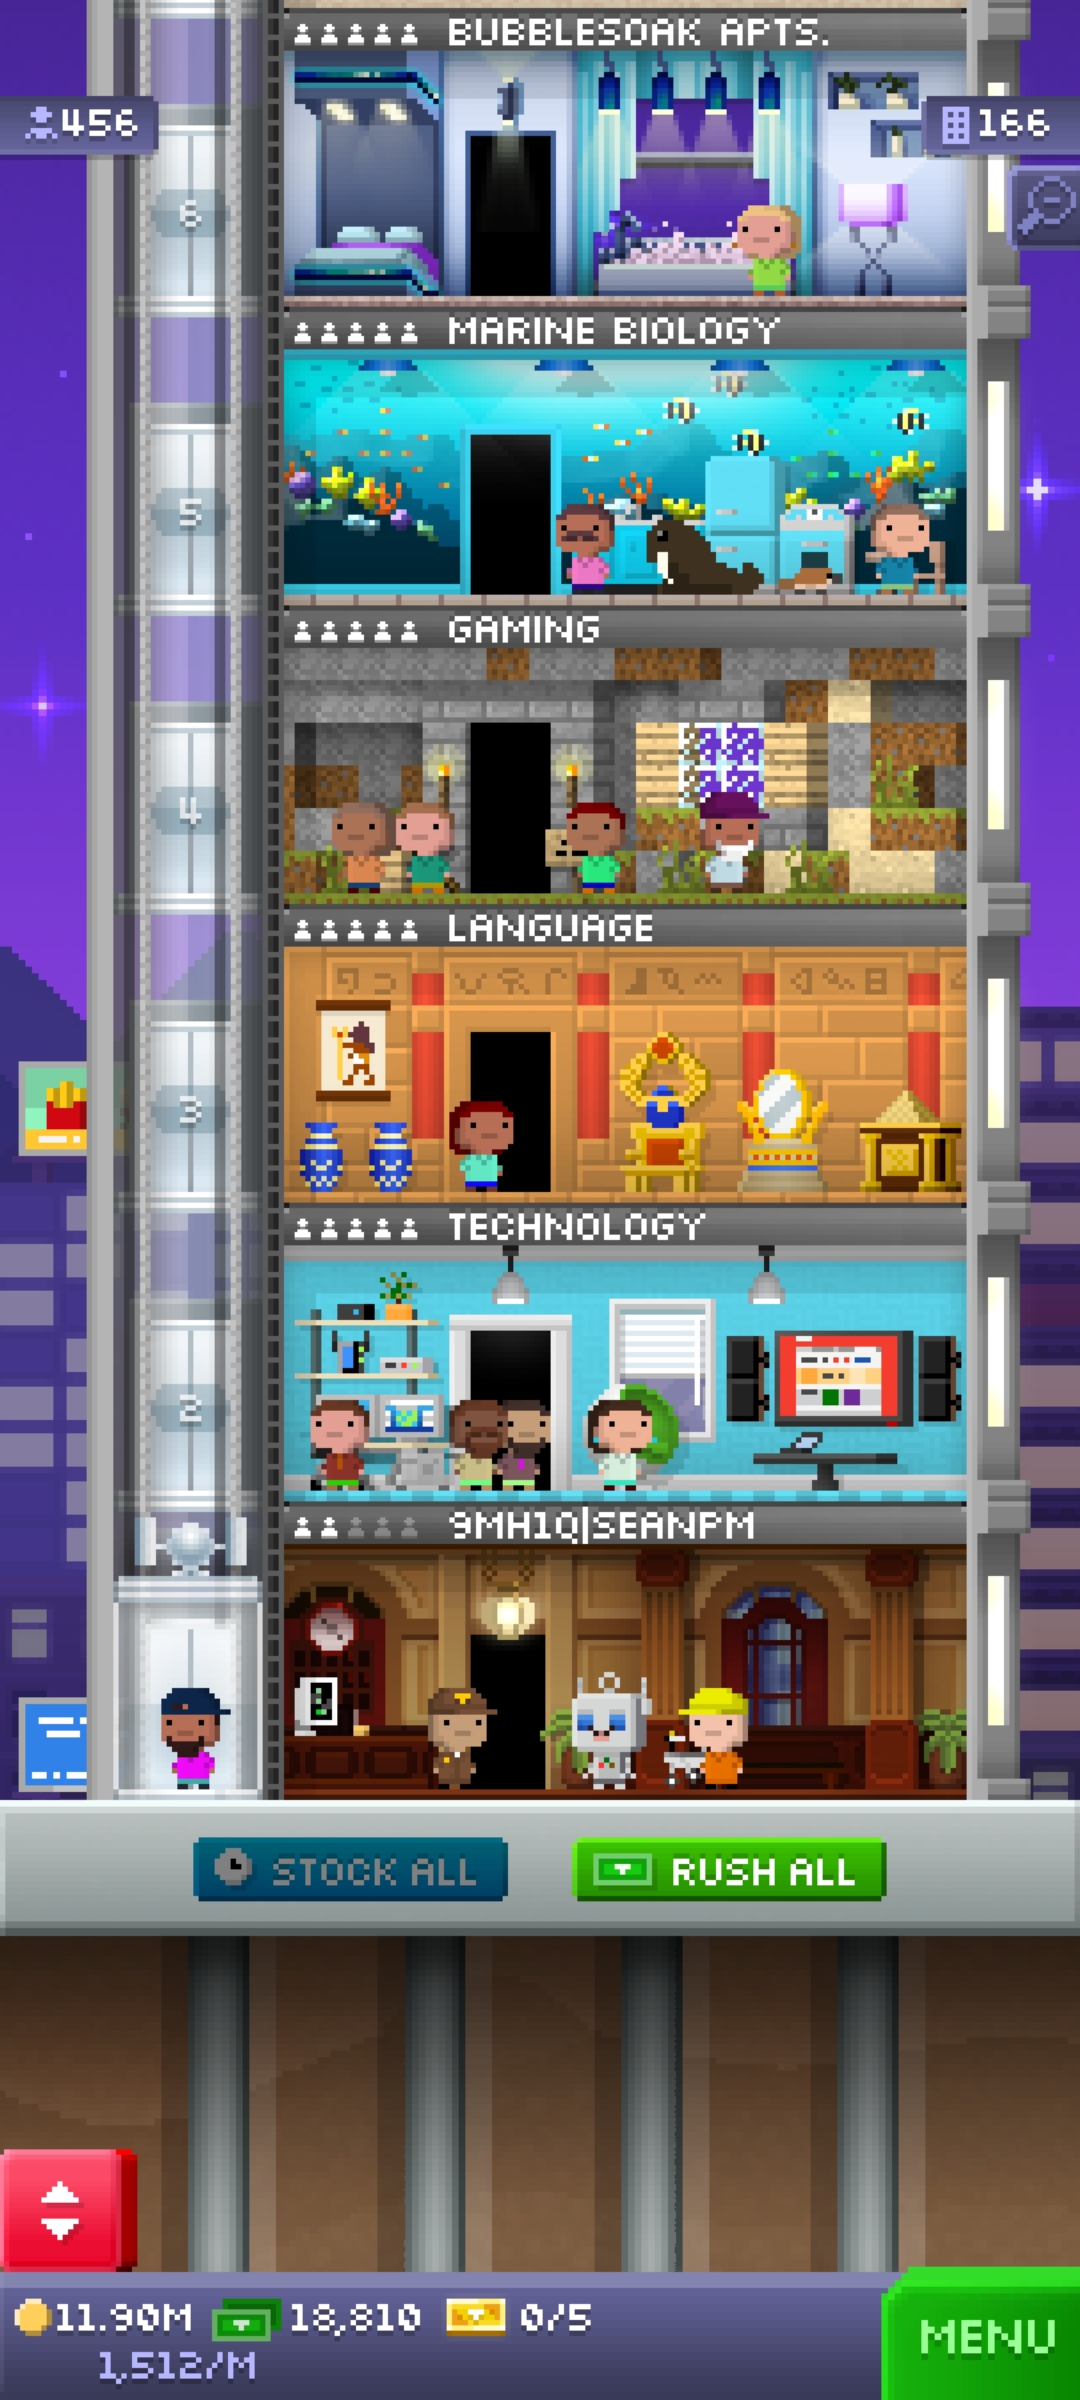 BUBBLESOAK APTS.
456
166
6
MARINE BIOLOGY
5
GAMING
4
LANGUAGE
3
TECHNOLOGY
2
9MH1Q|SEANPM
STOCK ALL
RUSH ALL
11.90M 18,810 0/5
1,512/M
MENU